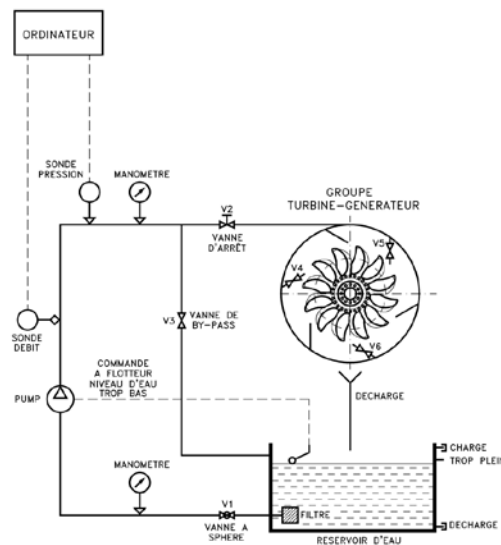 ORDINATEUR
SONDE
PRESSION
MANOMETRE
V2
VANNE
D'ARRÊT
GROUPE
TURBINE-GENERATEUR
V5
V4
V6
V3
VANNE DE
BY-PASS
SONDE
DEBIT
COMMANDE
A FLOTTEUR
NIVEAU D'EAU
TROP BAS
PUMP
DECHARGE
MANOMETRE
CHARGE
TROP PLEIN
V1
VANNE A
SPHERE
FILTRE
DECHARGE
RESERVOIR D'EAU